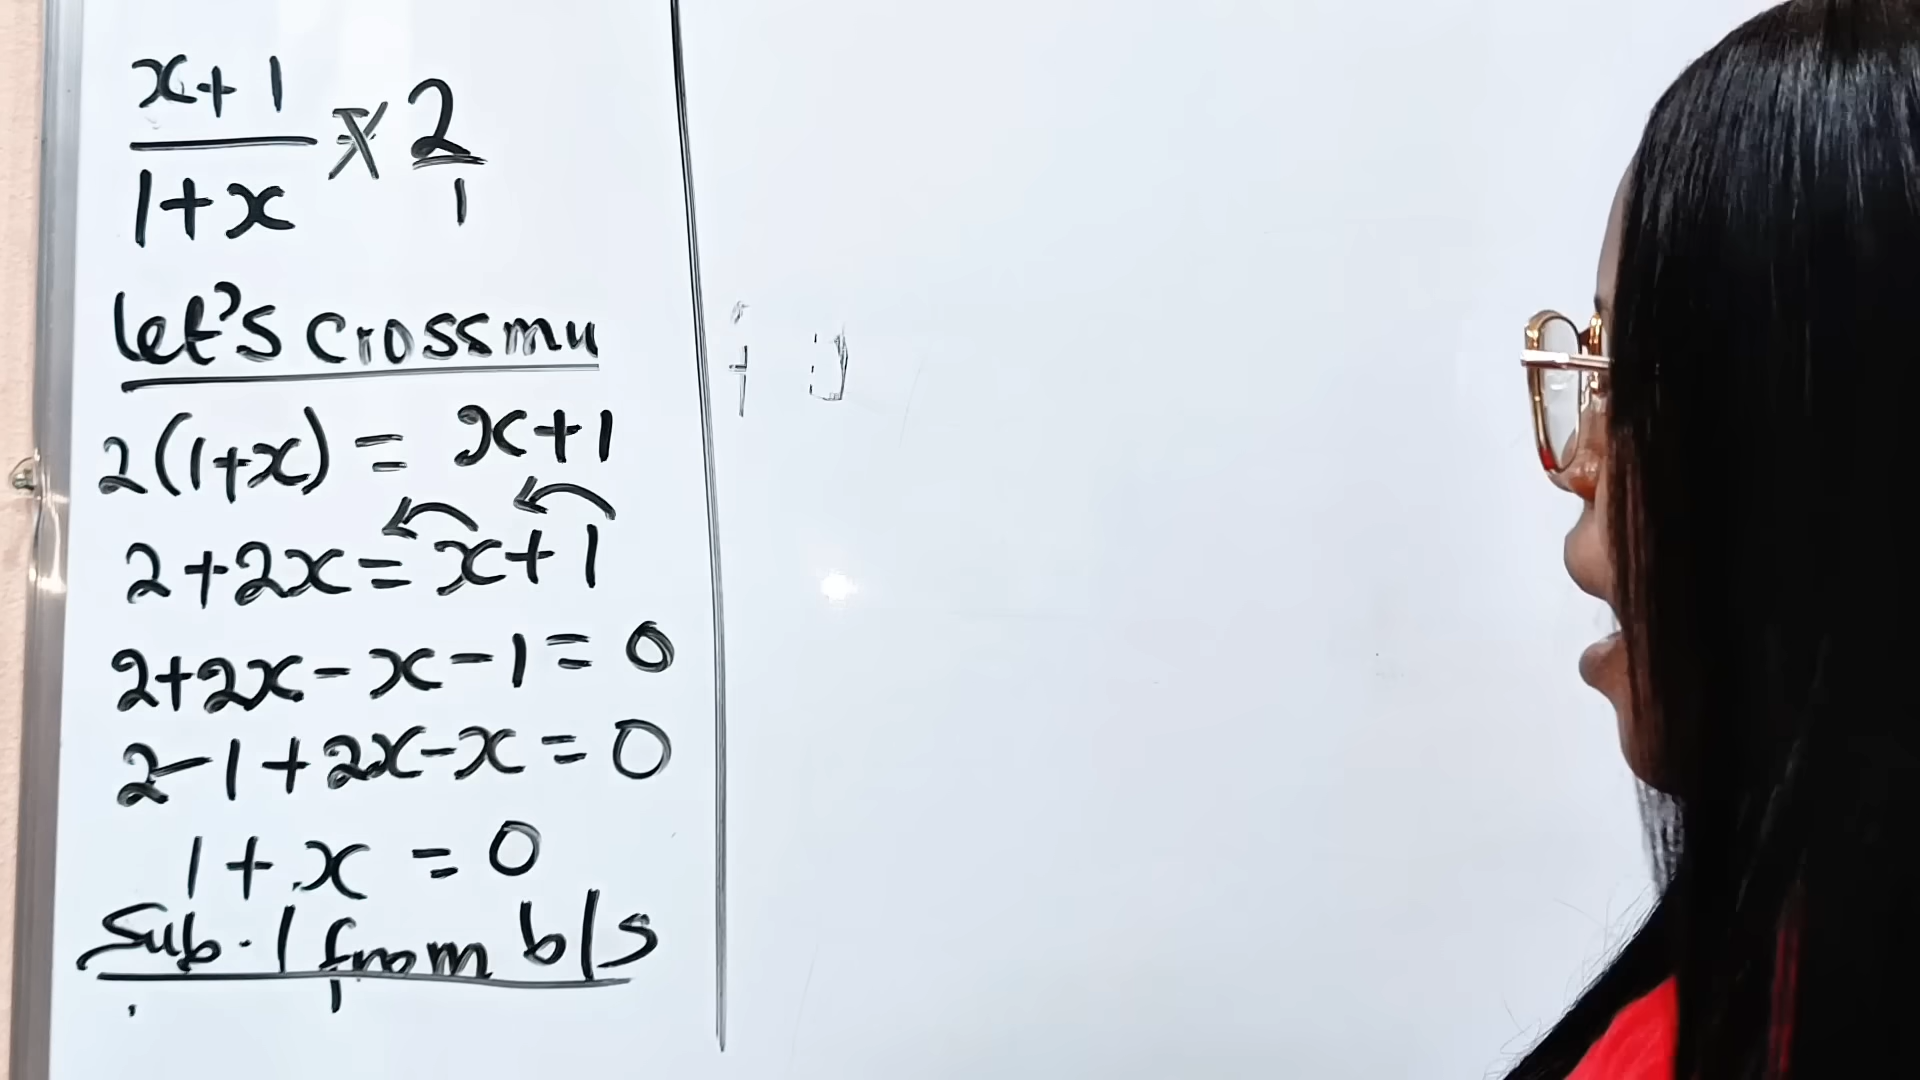 x+1
1+x
= 2
1
let's crossmu
2(1+x) = x+1
2+2x = x+1
2+2x-x-1=0
2-1+2x-x=0
1+x=0
Sub.1 from b/s